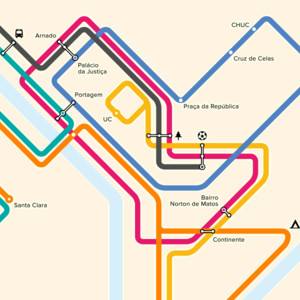 CHUC
Arnado
Cruz de Celas
Palácio
da Justiça
Portagem
Praça da República
UC
Bairro
Norton de Matos
Santa Clara
Continente